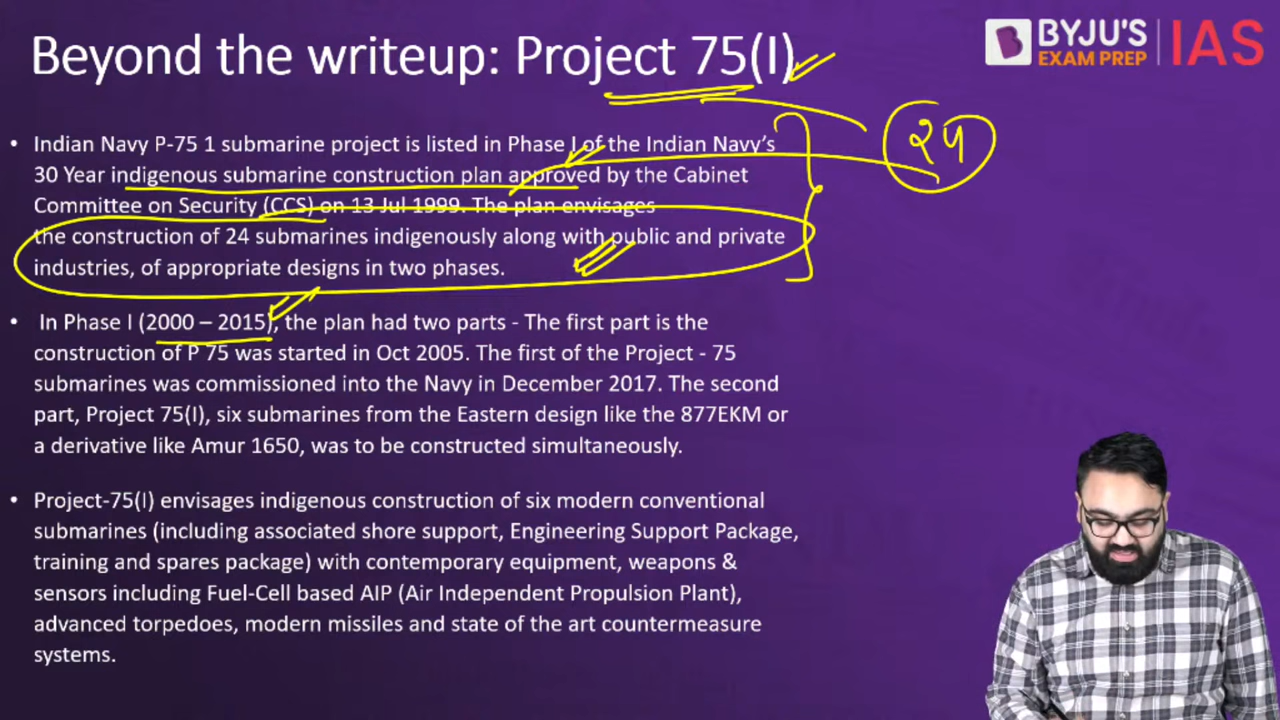 Beyond the writeup: Project 75(I)
BYJU'S
EXAM PREP
IAS
२५
• Indian Navy P-75 1 submarine project is listed in Phase I of the Indian Navy's
30 Year indigenous submarine construction plan approved by the Cabinet
Committee on Security (CCS) on 13 Jul 1999. The plan envisages
the construction of 24 submarines indigenously along with public and private
industries, of appropriate designs in two phases.
• In Phase I (2000 – 2015), the plan had two parts - The first part is the
construction of P 75 was started in Oct 2005. The first of the Project - 75
submarines was commissioned into the Navy in December 2017. The second
part, Project 75(I), six submarines from the Eastern design like the 877EKM or
a derivative like Amur 1650, was to be constructed simultaneously.
• Project-75(I) envisages indigenous construction of six modern conventional
submarines (including associated shore support, Engineering Support Package,
training and spares package) with contemporary equipment, weapons &
sensors including Fuel-Cell based AIP (Air Independent Propulsion Plant),
advanced torpedoes, modern missiles and state of the art countermeasure
systems.